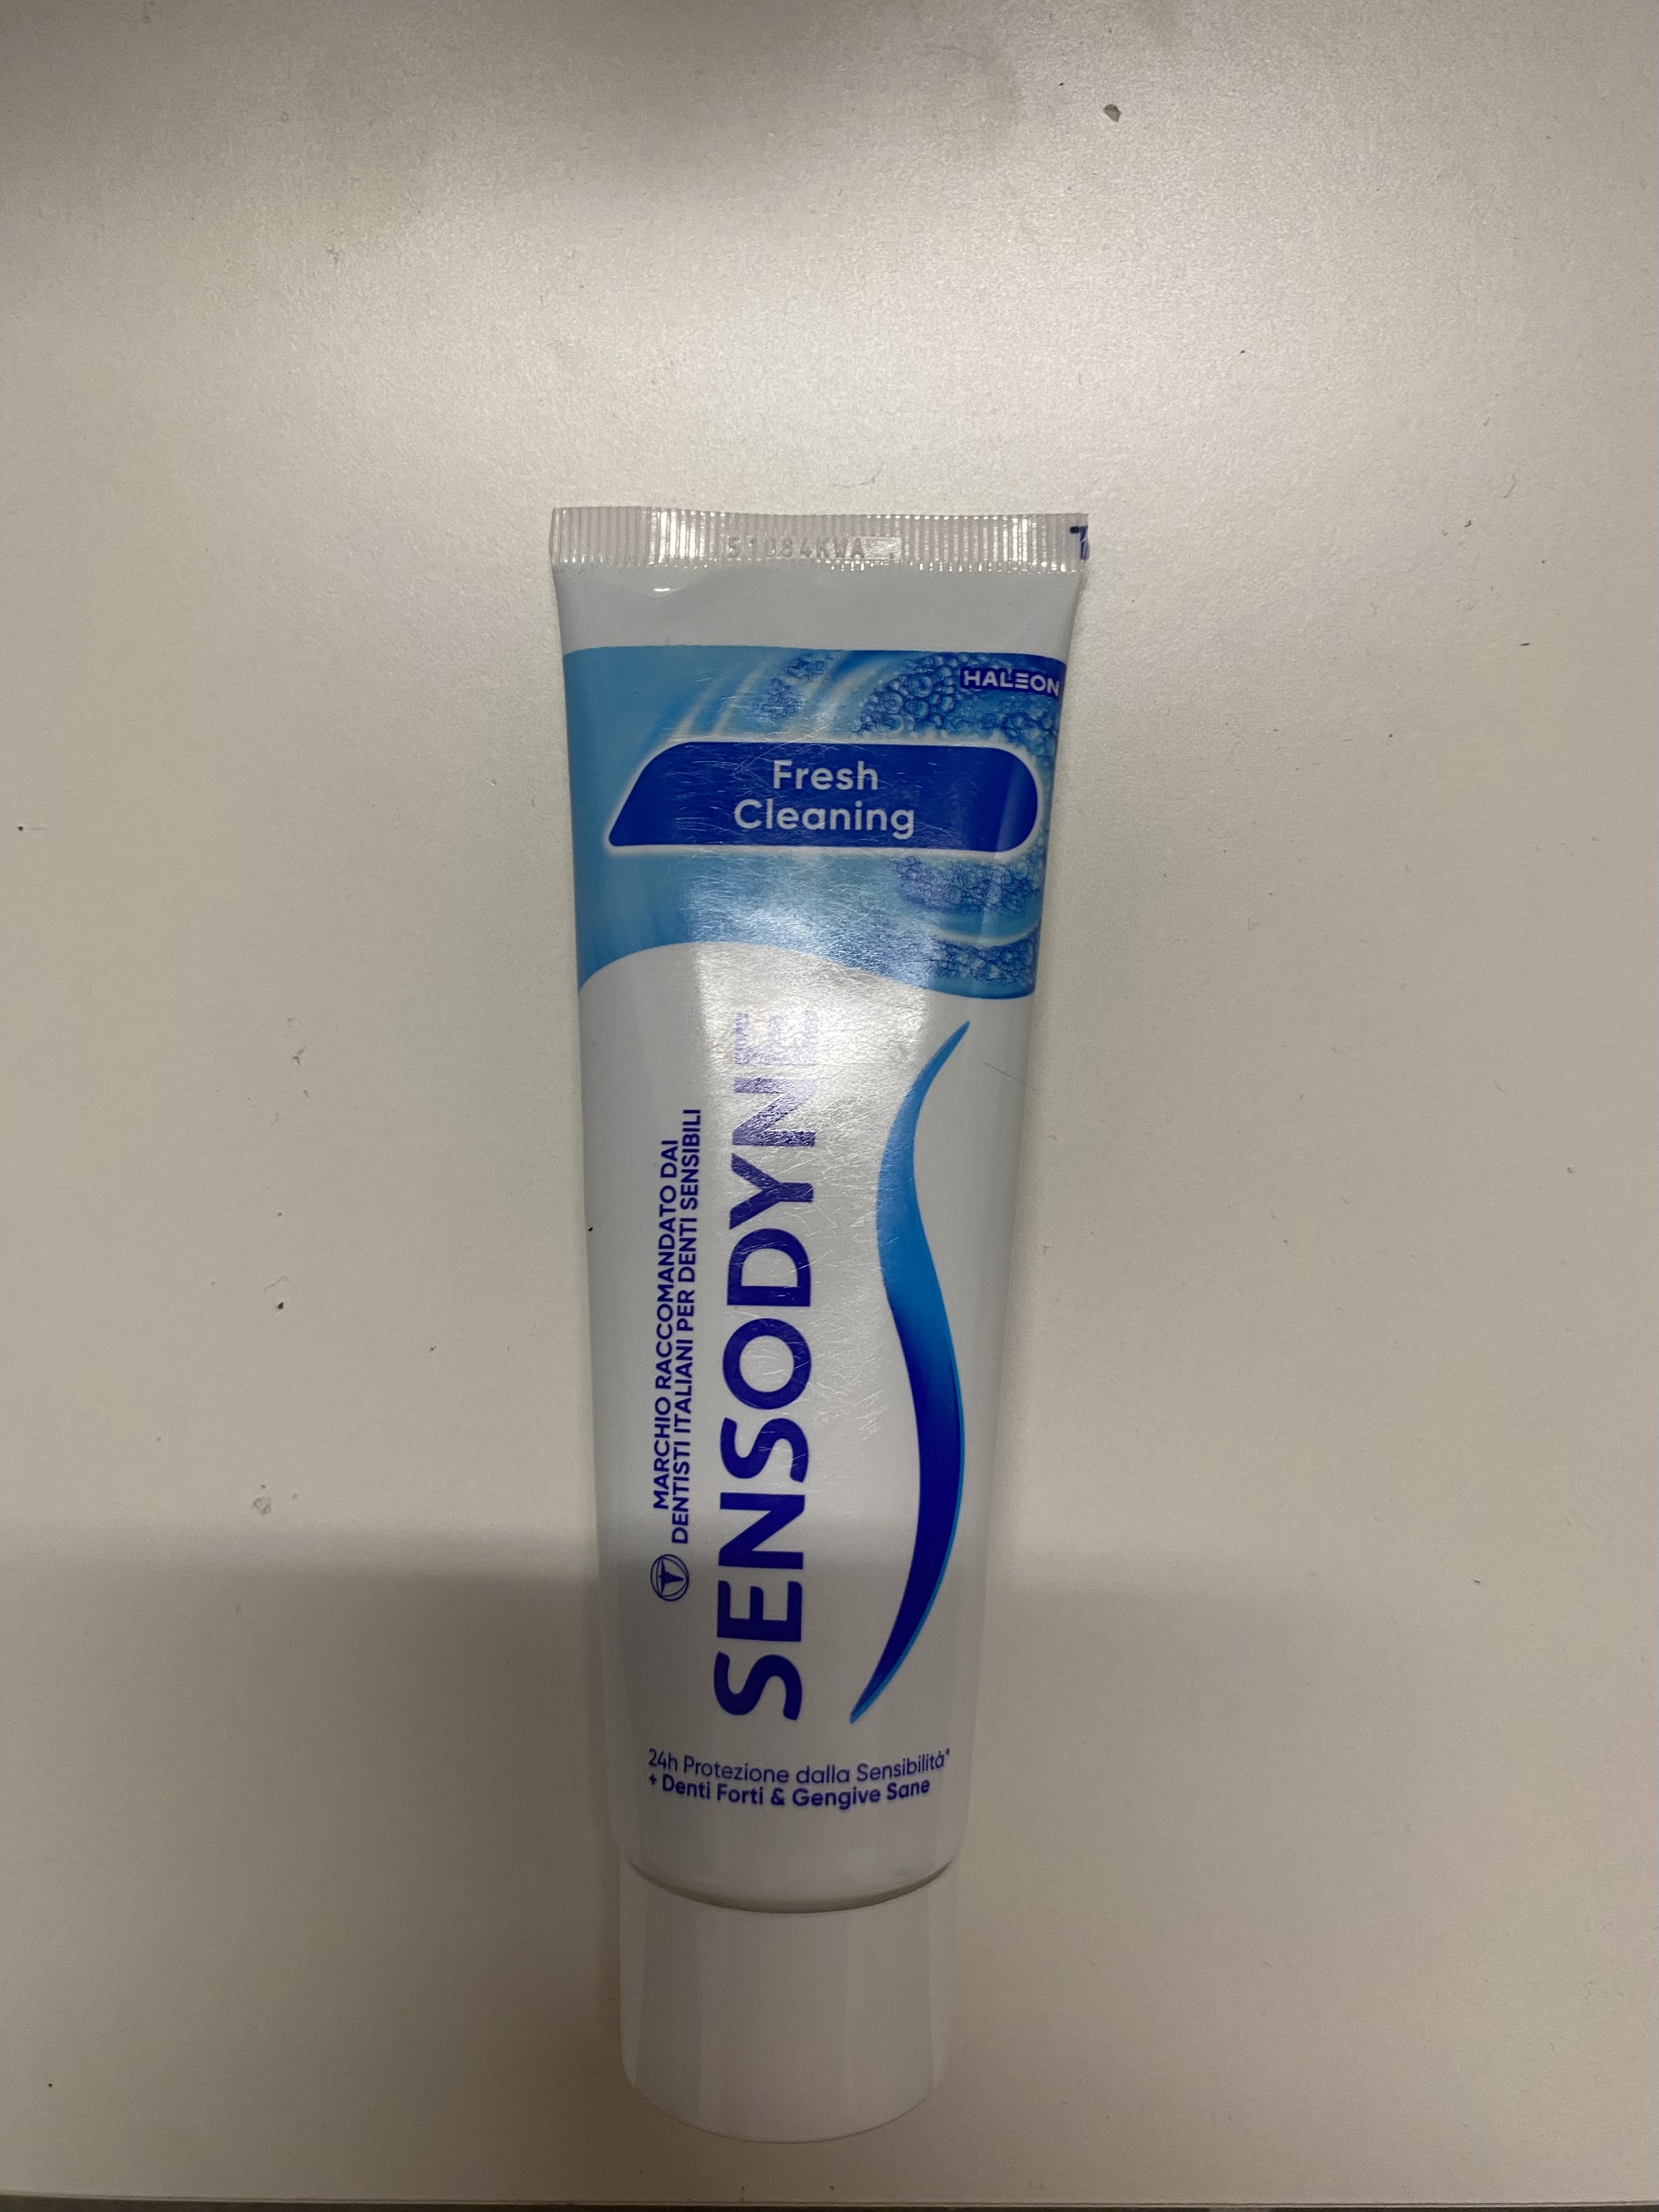 HALEON
Fresh
Cleaning
MARCHIO RACCOMANDATO DAI
DENTISTI ITALIANI PER DENTI SENSIBILI
SENSODYNE
24h Protezione dalla Sensibilità*
+ Denti Forti & Gengive Sane